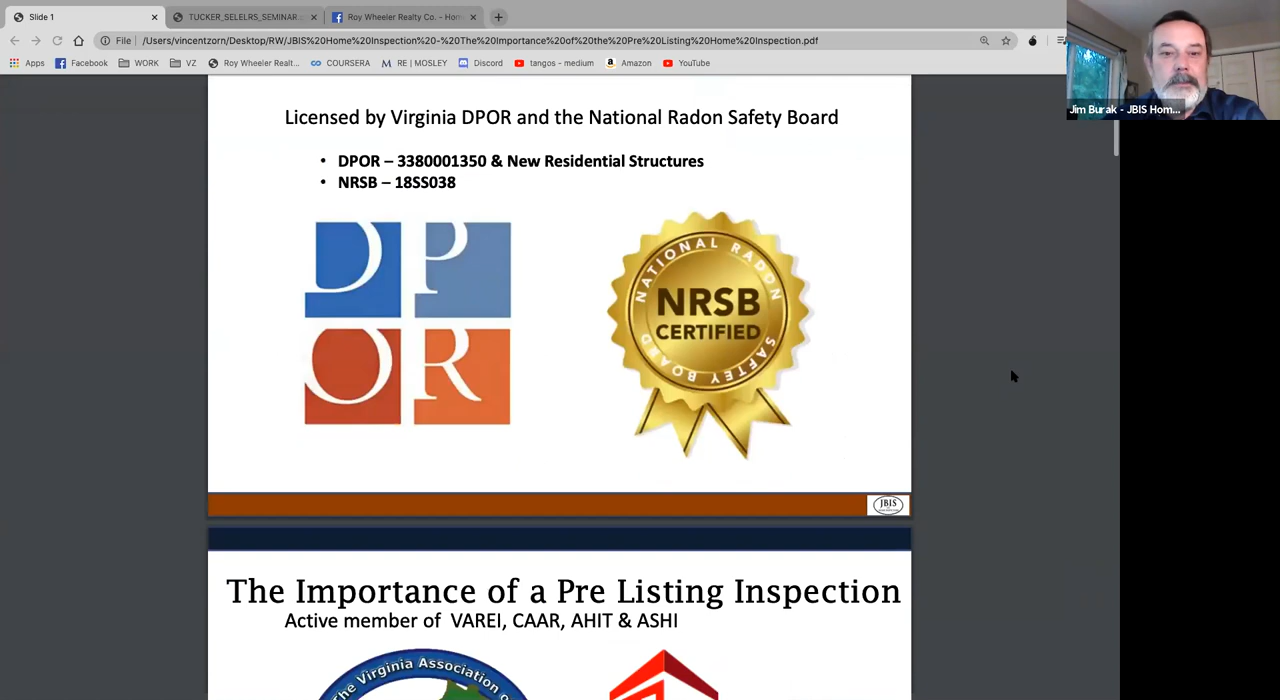 Slide 1
TUCKER_SELELRS_SEMINAR
Roy Wheeler Realty Co. - Hom
File
/Users/vincentzorn/Desktop/RW/JBIS%20Home%20Inspection%20-%20The%20Importance%20of%20the%20Pre%20Listing%20Home%20Inspection.pdf
Apps Facebook WORK VZ Roy Wheeler Realt... COURSERA RE | MOSLEY Discord tangos - medium Amazon YouTube
Jim Burak - JBIS Hom...
Licensed by Virginia DPOR and the National Radon Safety Board
• DPOR – 3380001350 & New Residential Structures
• NRSB – 18SS038
DP
OR
NATIONAL RADON
NRSB
CERTIFIED
SAFTEY BOARD
JBIS
The Importance of a Pre Listing Inspection
Active member of VAREI, CAAR, AHIT & ASHI
The Virginia Association of